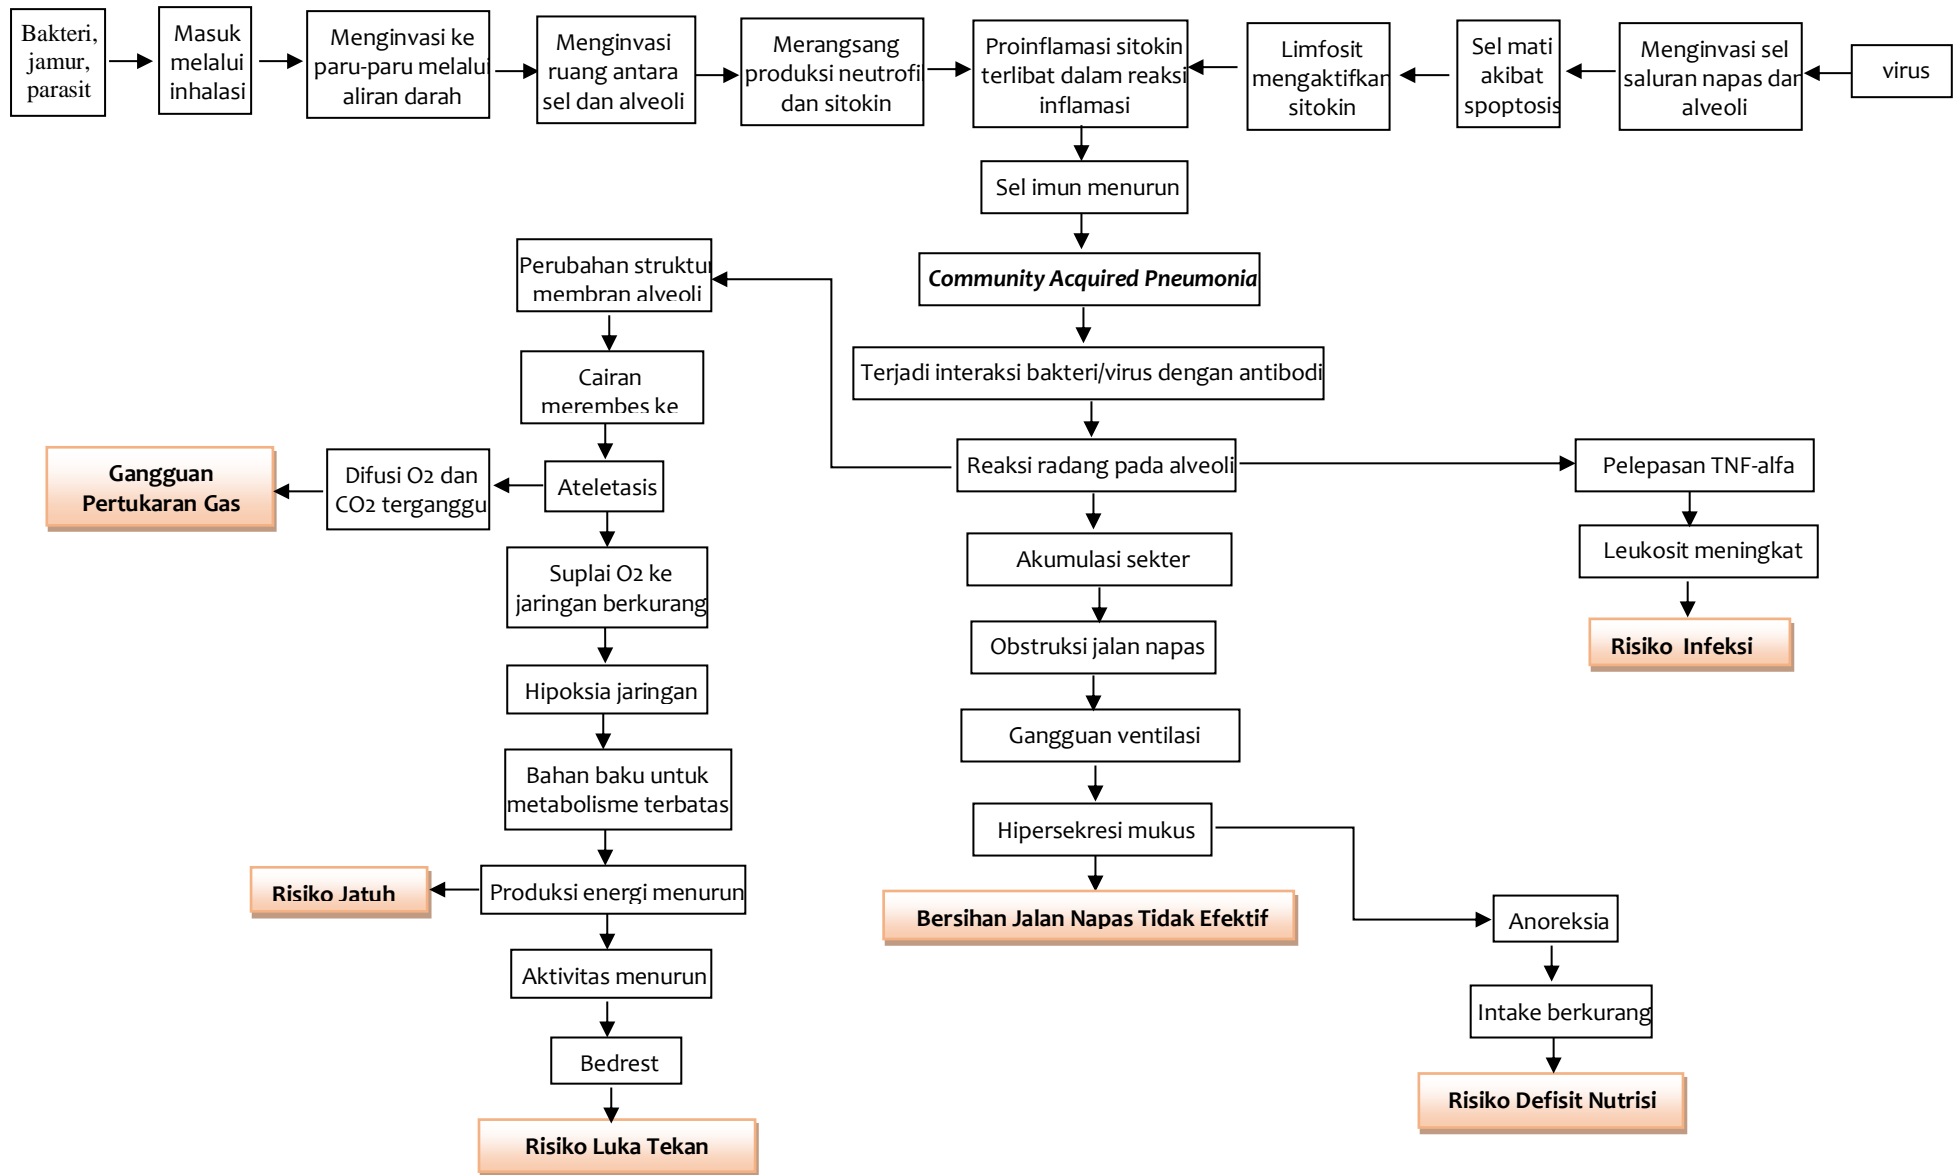 Bakteri,
jamur,
parasit
Masuk
melalui
inhalasi
Menginvasi ke
paru-paru melalui
aliran darah
Menginvasi
ruang antara
sel dan alveoli
Merangsang
produksi neutrofi
dan sitokin
Proinflamasi sitokin
terlibat dalam reaksi
inflamasi
Limfosit
mengaktifkan
sitokin
Sel mati
akibat
spoptosis
Menginvasi sel
saluran napas dan
alveoli
virus
Sel imun menurun
Community Acquired Pneumonia
Terjadi interaksi bakteri/virus dengan antibodi
Reaksi radang pada alveoli
Perubahan struktur
membran alveoli
Cairan
merembes ke
Ateletasis
Difusi O2 dan
CO2 terganggu
Gangguan
Pertukaran Gas
Suplai O2 ke
jaringan berkurang
Hipoksia jaringan
Bahan baku untuk
metabolisme terbatas
Produksi energi menurun
Risiko Jatuh
Aktivitas menurun
Bedrest
Risiko Luka Tekan
Akumulasi sekter
Obstruksi jalan napas
Gangguan ventilasi
Hipersekresi mukus
Bersihan Jalan Napas Tidak Efektif
Pelepasan TNF-alfa
Leukosit meningkat
Risiko Infeksi
Anoreksia
Intake berkurang
Risiko Defisit Nutrisi